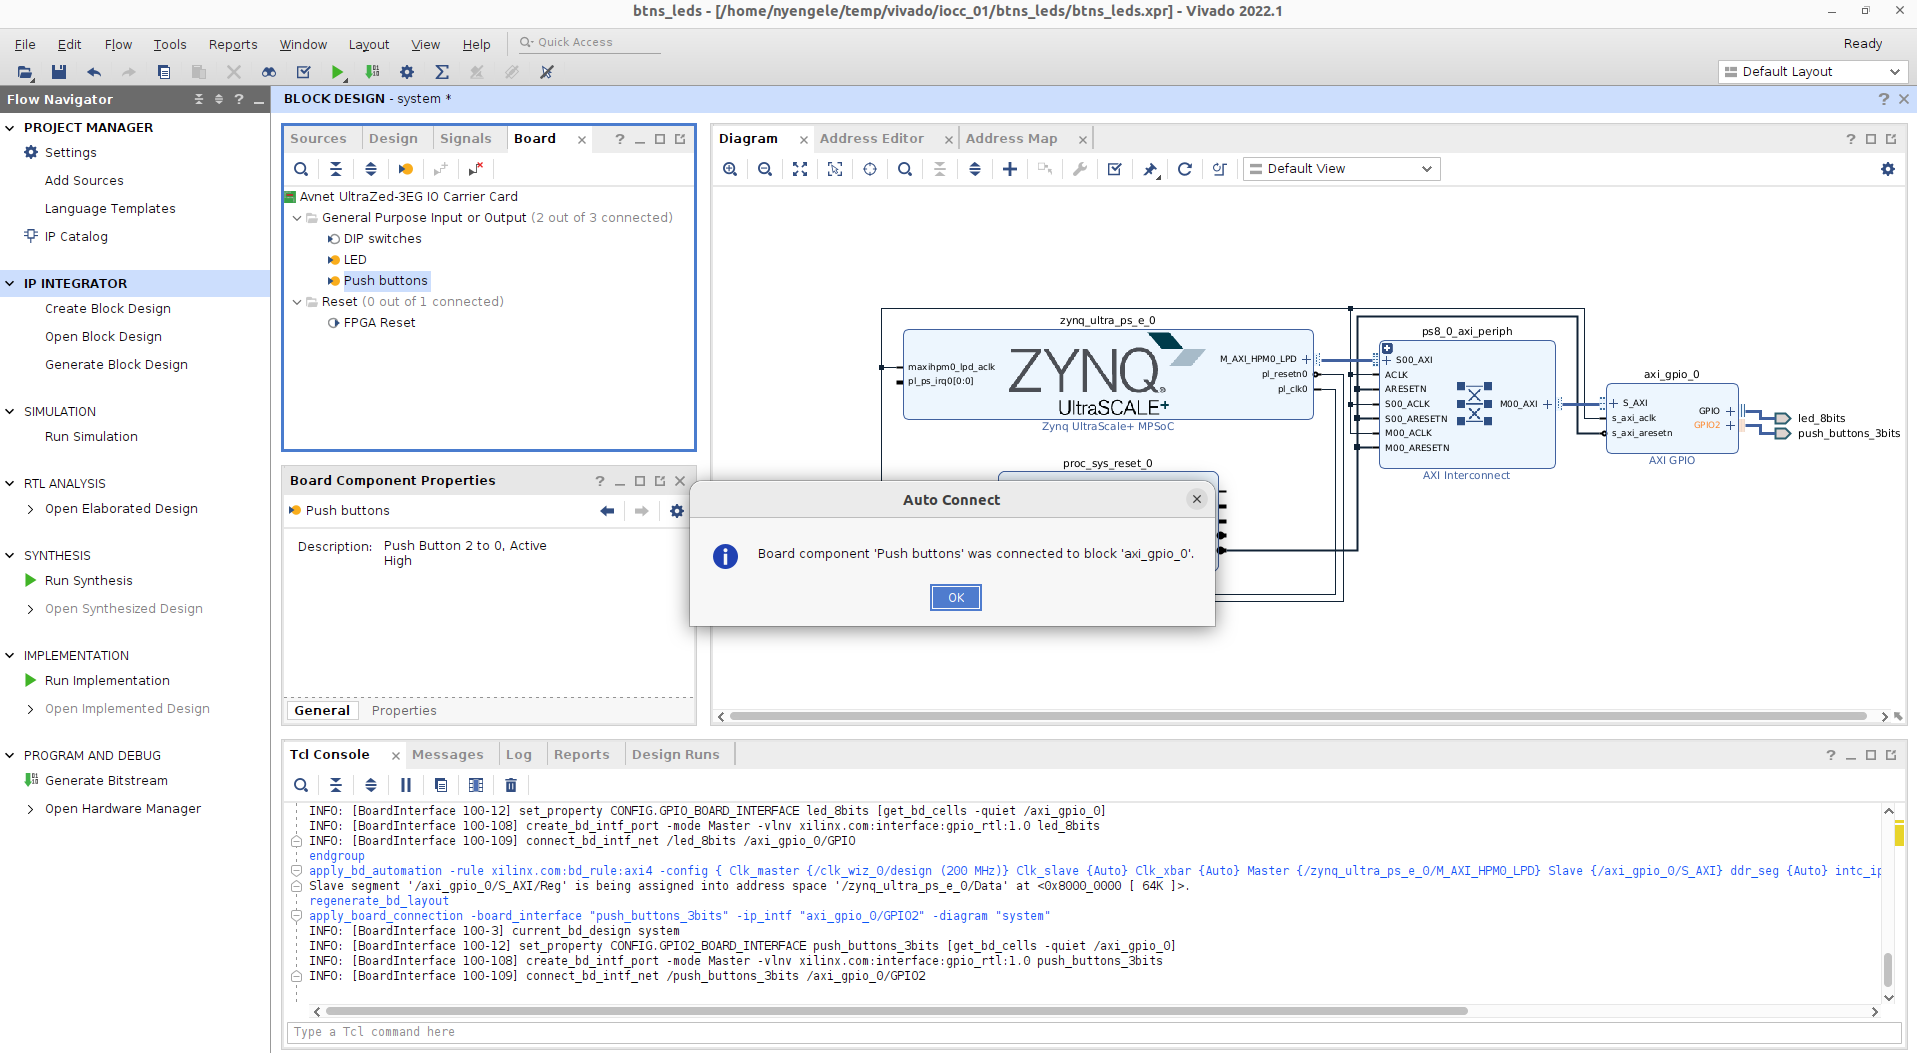 btns_leds - [/home/nyengele/temp/vivado/iocc_01/btns_leds/btns_leds.xpr] - Vivado 2022.1
File Edit Flow Tools Reports Window Layout View Help Quick Access Ready
Default Layout
Flow Navigator
PROJECT MANAGER
Settings
Add Sources
Language Templates
IP Catalog
IP INTEGRATOR
Create Block Design
Open Block Design
Generate Block Design
SIMULATION
Run Simulation
RTL ANALYSIS
Open Elaborated Design
SYNTHESIS
Run Synthesis
Open Synthesized Design
IMPLEMENTATION
Run Implementation
Open Implemented Design
PROGRAM AND DEBUG
Generate Bitstream
Open Hardware Manager
BLOCK DESIGN - system *
Sources Design Signals Board
Avnet UltraZed-3EG IO Carrier Card
General Purpose Input or Output (2 out of 3 connected)
DIP switches
LED
Push buttons
Reset (0 out of 1 connected)
FPGA Reset
Board Component Properties
Push buttons
Description: Push Button 2 to 0, Active
High
General Properties
Diagram Address Editor Address Map
Default View
zynq_ultra_ps_e_0
maxihpm0_lpd_aclk
pl_ps_irq0[0:0]
ZYNQ
UltraSCALE+
M_AXI_HPM0_LPD
pl_resetn0
pl_clk0
Zynq UltraScale+ MPSoC
proc_sys_reset_0
ps8_0_axi_periph
S00_AXI
ACLK
ARESETN
S00_ACLK
S00_ARESETN
M00_ACLK
M00_ARESETN
M00_AXI
AXI Interconnect
axi_gpio_0
S_AXI
s_axi_aclk
s_axi_aresetn
GPIO
GPIO2
AXI GPIO
led_8bits
push_buttons_3bits
Auto Connect
Board component 'Push buttons' was connected to block 'axi_gpio_0'.
OK
Tcl Console Messages Log Reports Design Runs
INFO: [BoardInterface 100-12] set_property CONFIG.GPIO_BOARD_INTERFACE led_8bits [get_bd_cells -quiet /axi_gpio_0]
INFO: [BoardInterface 100-108] create_bd_intf_port -mode Master -vlnv xilinx.com:interface:gpio_rtl:1.0 led_8bits
INFO: [BoardInterface 100-109] connect_bd_intf_net /led_8bits /axi_gpio_0/GPIO
endgroup
apply_bd_automation -rule xilinx.com:bd_rule:axi4 -config { Clk_master {/clk_wiz_0/design (200 MHz)} Clk_slave {Auto} Clk_xbar {Auto} Master {/zynq_ultra_ps_e_0/M_AXI_HPM0_LPD} Slave {/axi_gpio_0/S_AXI} ddr_seg {Auto} intc_ip
Slave segment '/axi_gpio_0/S_AXI/Reg' is being assigned into address space '/zynq_ultra_ps_e_0/Data' at <0x8000_0000 [ 64K ]>.
regenerate_bd_layout
apply_board_connection -board_interface "push_buttons_3bits" -ip_intf "axi_gpio_0/GPIO2" -diagram "system"
INFO: [BoardInterface 100-3] current_bd_design system
INFO: [BoardInterface 100-12] set_property CONFIG.GPIO2_BOARD_INTERFACE push_buttons_3bits [get_bd_cells -quiet /axi_gpio_0]
INFO: [BoardInterface 100-108] create_bd_intf_port -mode Master -vlnv xilinx.com:interface:gpio_rtl:1.0 push_buttons_3bits
INFO: [BoardInterface 100-109] connect_bd_intf_net /push_buttons_3bits /axi_gpio_0/GPIO2
Type a Tcl command here